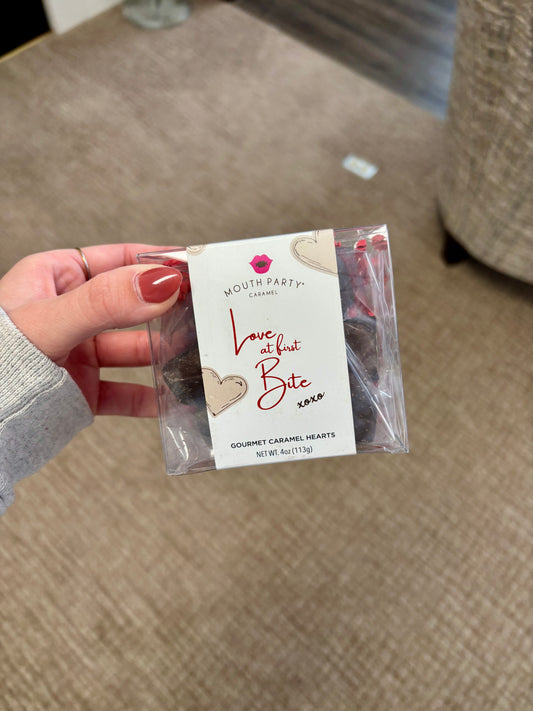 MOUTH PARTY®
CARAMEL
Love
at first
Bite
xoxo
GOURMET CARAMEL HEARTS
NET WT. 4oz (113g)